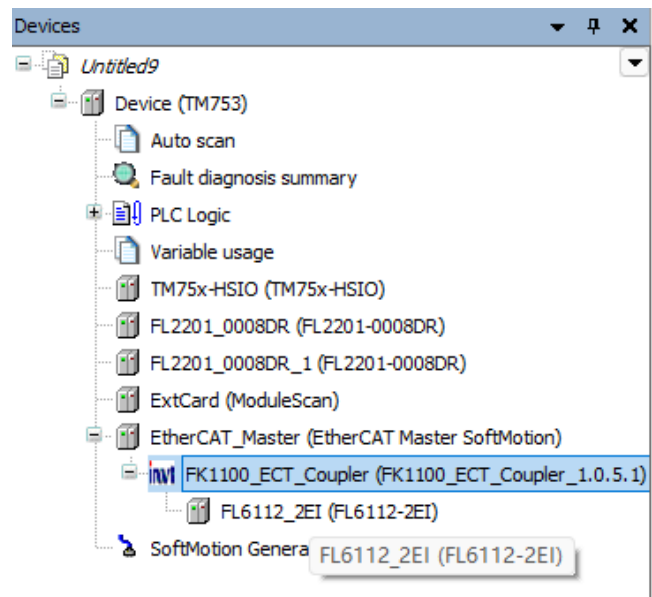 Devices
Untitled9
Device (TM753)
Auto scan
Fault diagnosis summary
PLC Logic
Variable usage
TM75x-HSIO (TM75x-HSIO)
FL2201_0008DR (FL2201-0008DR)
FL2201_0008DR_1 (FL2201-0008DR)
ExtCard (ModuleScan)
EtherCAT_Master (EtherCAT Master SoftMotion)
invt FK1100_ECT_Coupler (FK1100_ECT_Coupler_1.0.5.1)
FL6112_2EI (FL6112-2EI)
SoftMotion Genera
FL6112_2EI (FL6112-2EI)